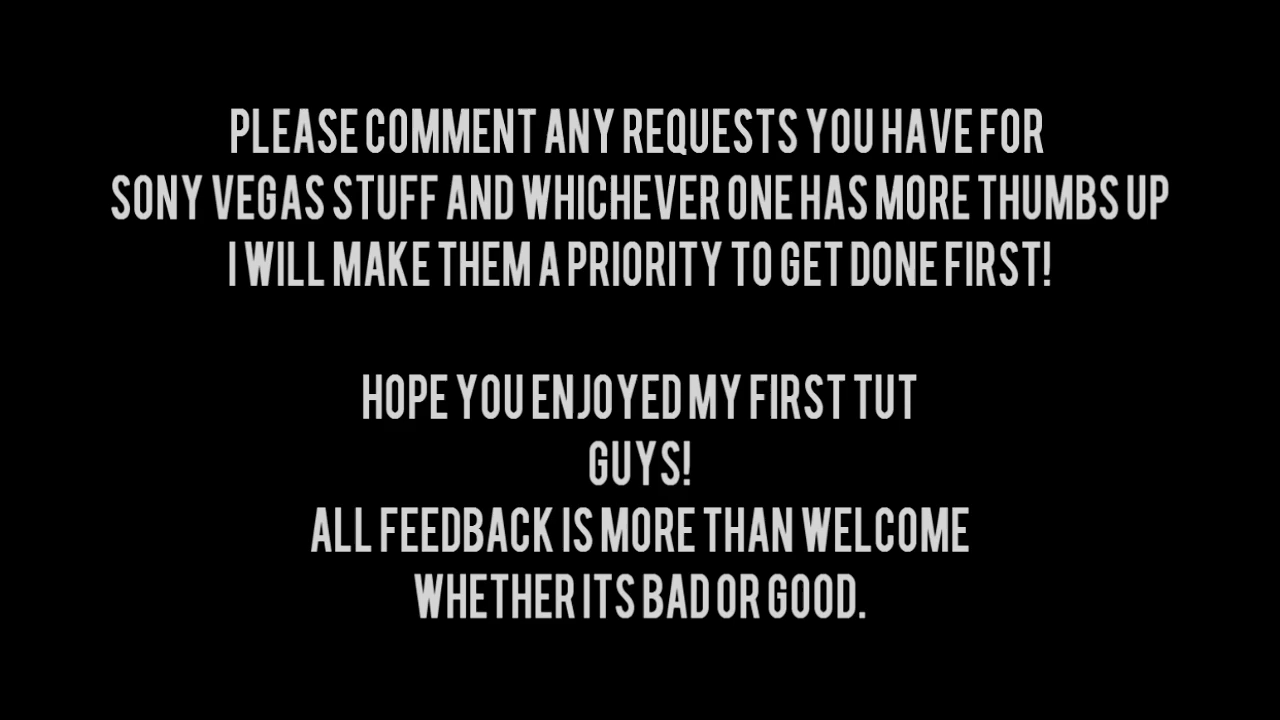 PLEASE COMMENT ANY REQUESTS YOU HAVE FOR
SONY VEGAS STUFF AND WHICHEVER ONE HAS MORE THUMBS UP
I WILL MAKE THEM A PRIORITY TO GET DONE FIRST!
HOPE YOU ENJOYED MY FIRST TUT
GUYS!
ALL FEEDBACK IS MORE THAN WELCOME
WHETHER ITS BAD OR GOOD.